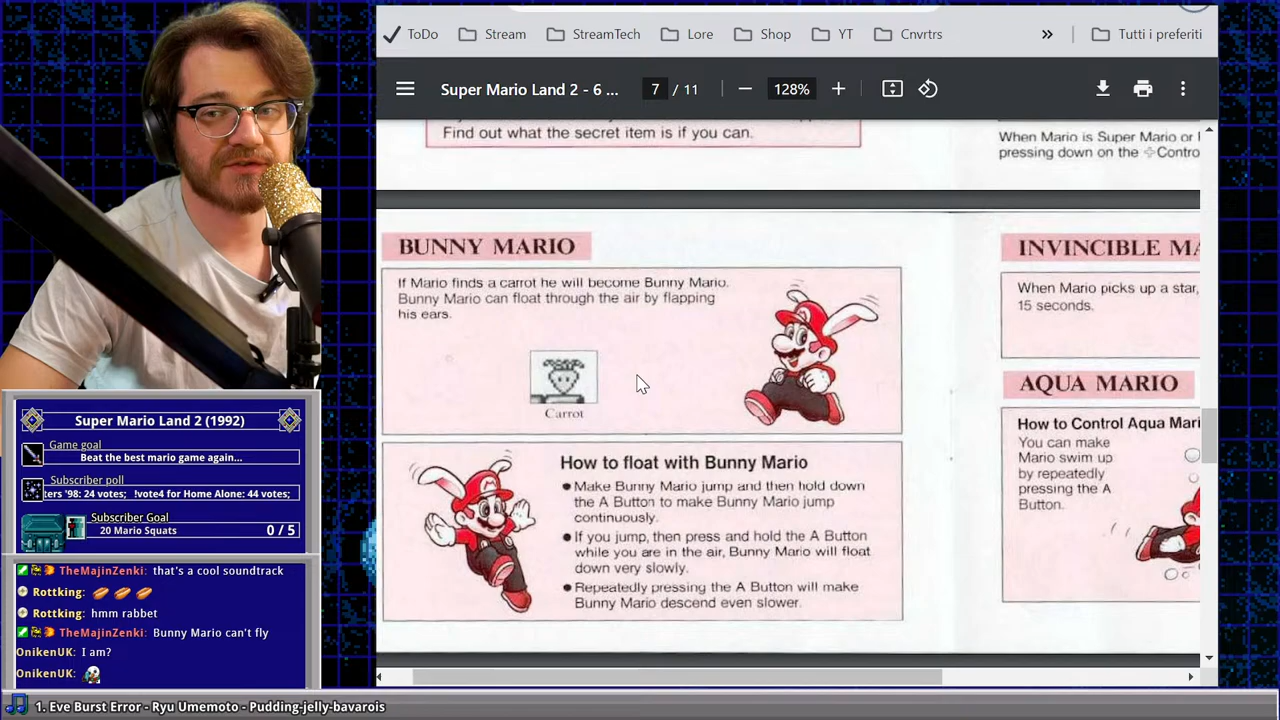 ToDo
Stream
StreamTech
Lore
Shop
YT
Cnvrtrs
»
Tutti i preferiti
Super Mario Land 2 - 6 ...
7 / 11
128%
Find out what the secret item is if you can.
When Mario is Super Mario or
pressing down on the Contro
BUNNY MARIO
If Mario finds a carrot he will become Bunny Mario.
Bunny Mario can float through the air by flapping
his ears.
Carrot
How to float with Bunny Mario
● Make Bunny Mario jump and then hold down
the A Button to make Bunny Mario jump
continuously.
● If you jump, then press and hold the A Button
while you are in the air, Bunny Mario will float
down very slowly.
● Repeatedly pressing the A Button will make
Bunny Mario descend even slower.
INVINCIBLE MA
When Mario picks up a star,
15 seconds.
AQUA MARIO
How to Control Aqua Mari
You can make
Mario swim up
by repeatedly
pressing the A
Button.
Super Mario Land 2 (1992)
Game goal
Beat the best mario game again...
Subscriber poll
ters '98: 24 votes; !vote4 for Home Alone: 44 votes;
Subscriber Goal
20 Mario Squats
0 / 5
TheMajinZenki: that's a cool soundtrack
Rottking:
Rottking: hmm rabbet
TheMajinZenki: Bunny Mario can't fly
OnikenUK: I am?
OnikenUK:
1. Eve Burst Error - Ryu Umemoto - Pudding-jelly-bavarois